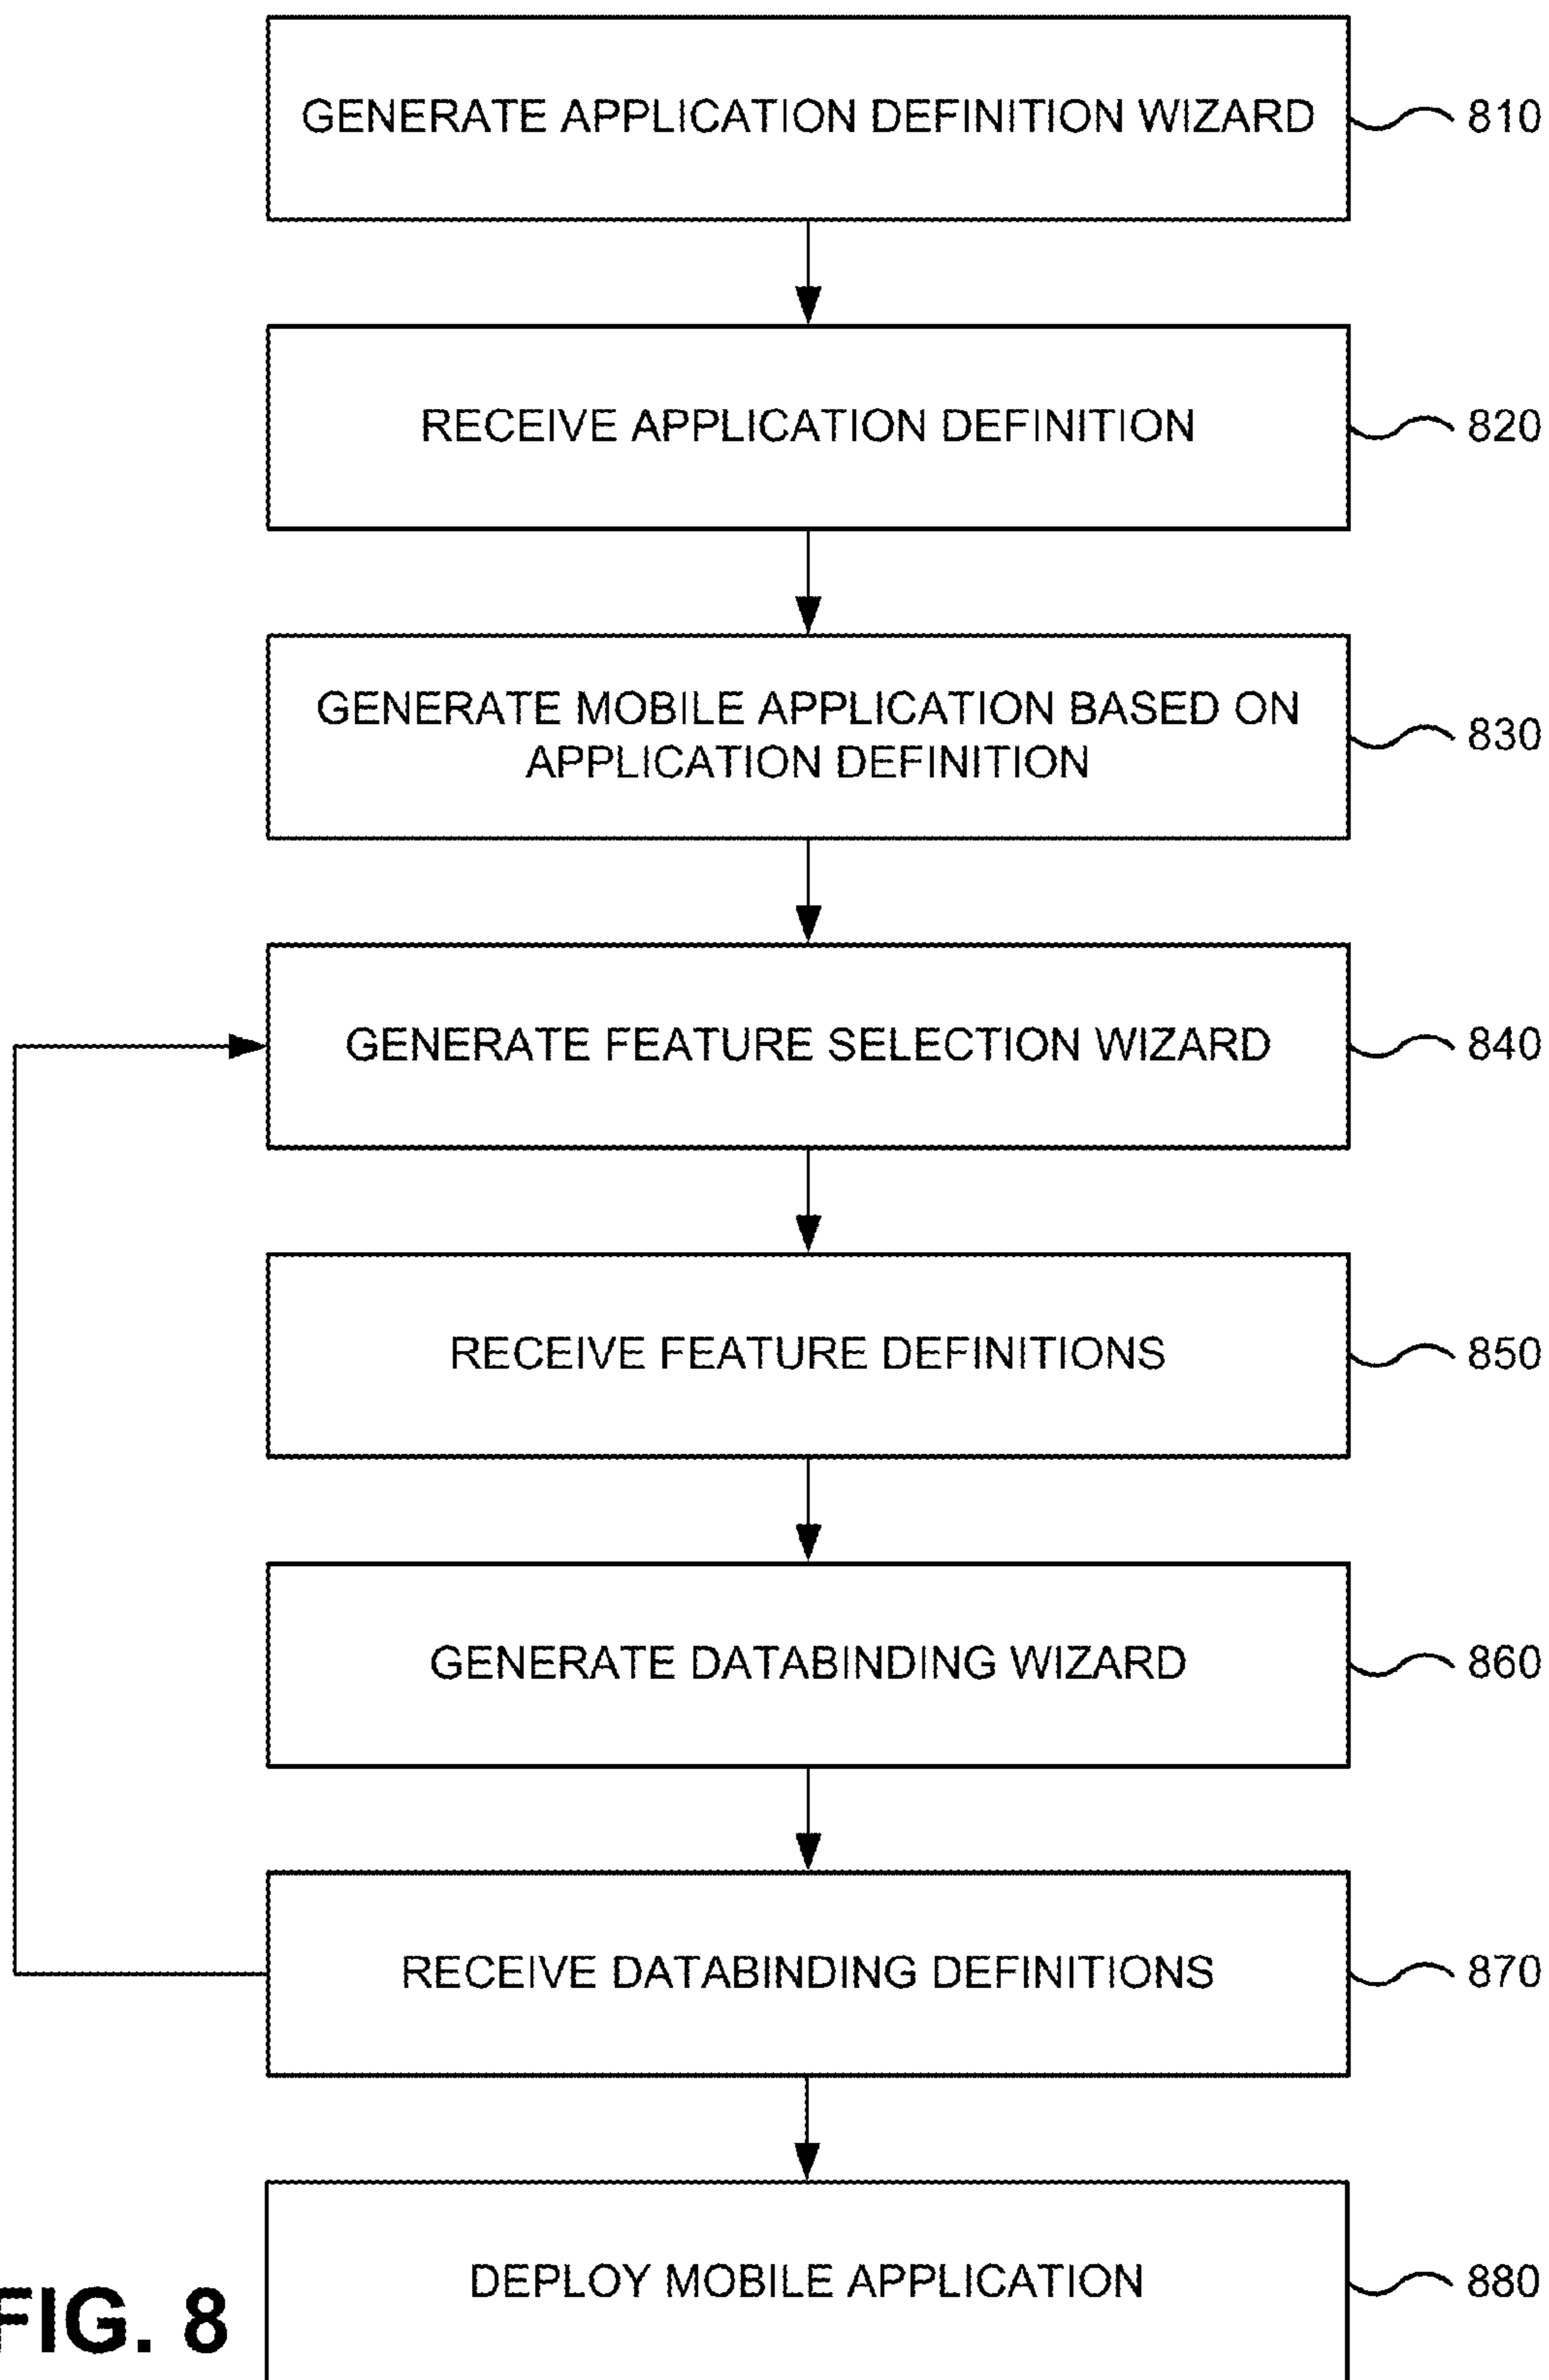 GENERATE APPLICATION DEFINITION WIZARD
810
RECEIVE APPLICATION DEFINITION
820
GENERATE MOBILE APPLICATION BASED ON
APPLICATION DEFINITION
830
GENERATE FEATURE SELECTION WIZARD
840
RECEIVE FEATURE DEFINITIONS
850
GENERATE DATABINDING WIZARD
860
RECEIVE DATABINDING DEFINITIONS
870
DEPLOY MOBILE APPLICATION
880
FIG. 8